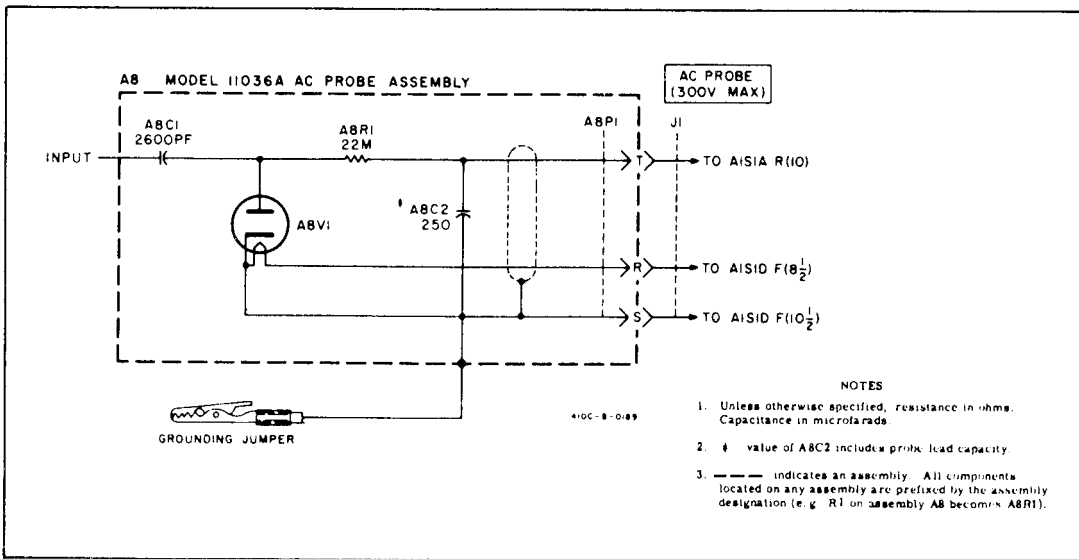 A8 MODEL 11036A AC PROBE ASSEMBLY
AC PROBE
(300V MAX)
A8C1
2600PF
A8R1
22M
A8P1
J1
INPUT
T
TO A1S1A R(10)
A8V1
A8C2
250
R
TO A1S1D F(8½)
S
TO A1S1D F(10½)
GROUNDING JUMPER
410C-B-0189
NOTES
1. Unless otherwise specified, resistance in ohms.
Capacitance in microfarads.
2. value of A8C2 includes probe lead capacity.
3. indicates an assembly. All components
located on any assembly are prefixed by the assembly
designation (e.g. R1 on assembly A8 becomes A8R1).